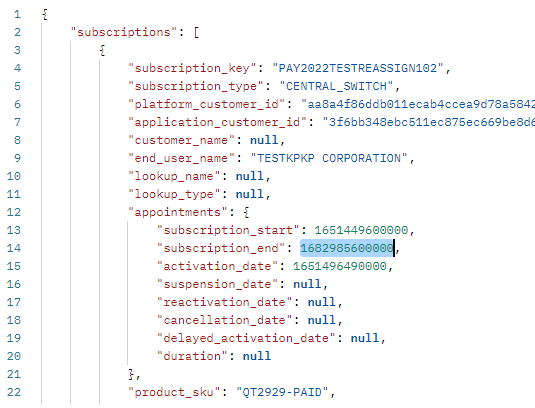 1 {
2 "subscriptions": [
3 {
4 "subscription_key": "PAY2022TESTREASSIGN102",
5 "subscription_type": "CENTRAL_SWITCH",
6 "platform_customer_id": "aa8a4f86ddb011ecab4ccea9d78a5842
7 "application_customer_id": "3f6bb348ebc511ec875ec669be8d6
8 "customer_name": null,
9 "end_user_name": "TESTKPKP CORPORATION",
10 "lookup_name": null,
11 "lookup_type": null,
12 "appointments": {
13 "subscription_start": 1651449600000,
14 "subscription_end": 1682985600000,
15 "activation_date": 1651496490000,
16 "suspension_date": null,
17 "reactivation_date": null,
18 "cancellation_date": null,
19 "delayed_activation_date": null,
20 "duration": null
21 },
22 "product_sku": "QT2929-PAID",